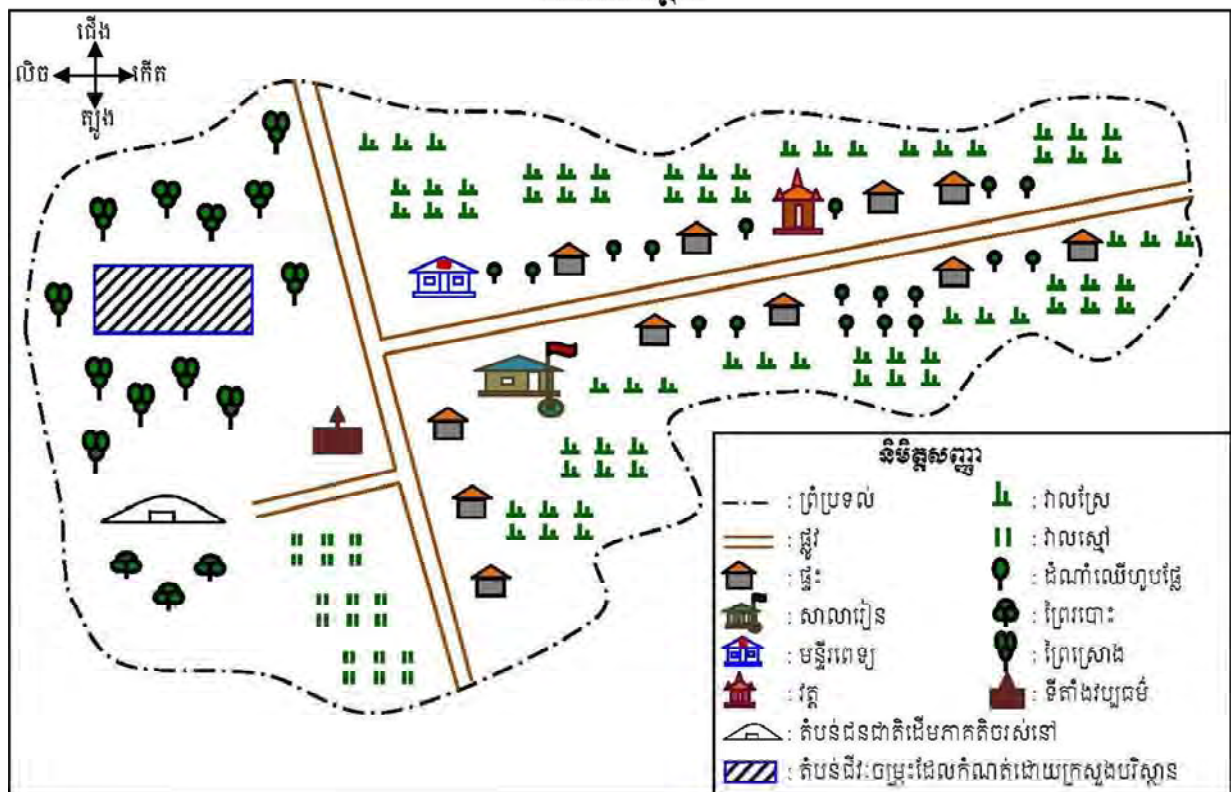 ជើង
លិច
កើត
ត្បូង
និមិត្តសញ្ញា
: ព្រំប្រទល់
: វាលស្រែ
: ផ្លូវ
: វាលស្មៅ
: ផ្ទះ
: ដំណាំឈើហូបផ្លែ
: សាលារៀន
: ព្រៃរបោះ
: មន្ទីរពេទ្យ
: ព្រៃស្រោង
: វត្ត
: ទីតាំងវប្បធម៌
: តំបន់ជនជាតិដើមភាគតិចរស់នៅ
: តំបន់ជីវៈចម្រុះដែលកំណត់ដោយក្រសួងបរិស្ថាន